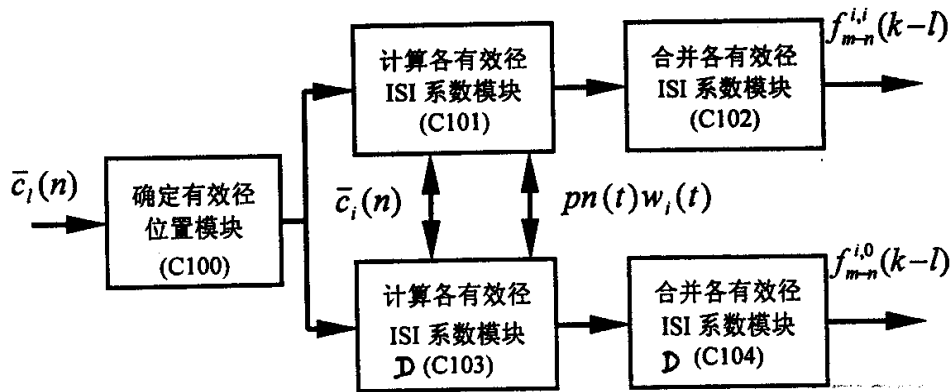 f^{i,i}_{m-n}(k-l)
计算各有效径
ISI 系数模块
(C101)
合并各有效径
ISI 系数模块
(C102)
c̄_l(n)
确定有效径
位置模块
(C100)
c̄_i(n)
pn(t)w_i(t)
f^{i,0}_{m-n}(k-l)
计算各有效径
ISI 系数模块
D (C103)
合并各有效径
ISI 系数模块
D (C104)